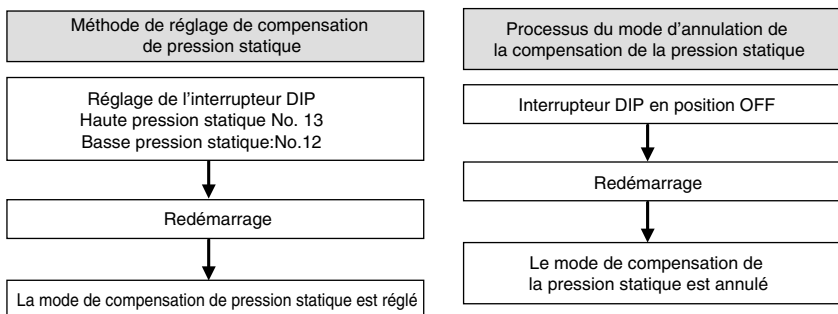 Méthode de réglage de compensation
de pression statique
Réglage de l'interrupteur DIP
Haute pression statique No. 13
Basse pression statique:No.12
Redémarrage
La mode de compensation de pression statique est réglé
Processus du mode d'annulation de
la compensation de la pression statique
Interrupteur DIP en position OFF
Redémarrage
Le mode de compensation de
la pression statique est annulé